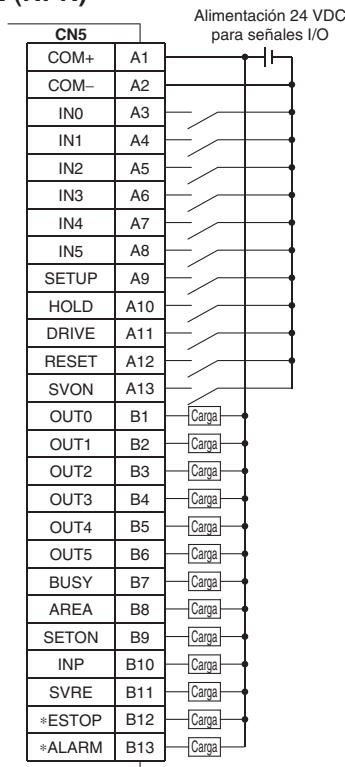 Alimentación 24 VDC
para señales I/O
CN5
COM+ A1
COM– A2
IN0 A3
IN1 A4
IN2 A5
IN3 A6
IN4 A7
IN5 A8
SETUP A9
HOLD A10
DRIVE A11
RESET A12
SVON A13
OUT0 B1 Carga
OUT1 B2 Carga
OUT2 B3 Carga
OUT3 B4 Carga
OUT4 B5 Carga
OUT5 B6 Carga
BUSY B7 Carga
AREA B8 Carga
SETON B9 Carga
INP B10 Carga
SVRE B11 Carga
∗ESTOP B12 Carga
∗ALARM B13 Carga